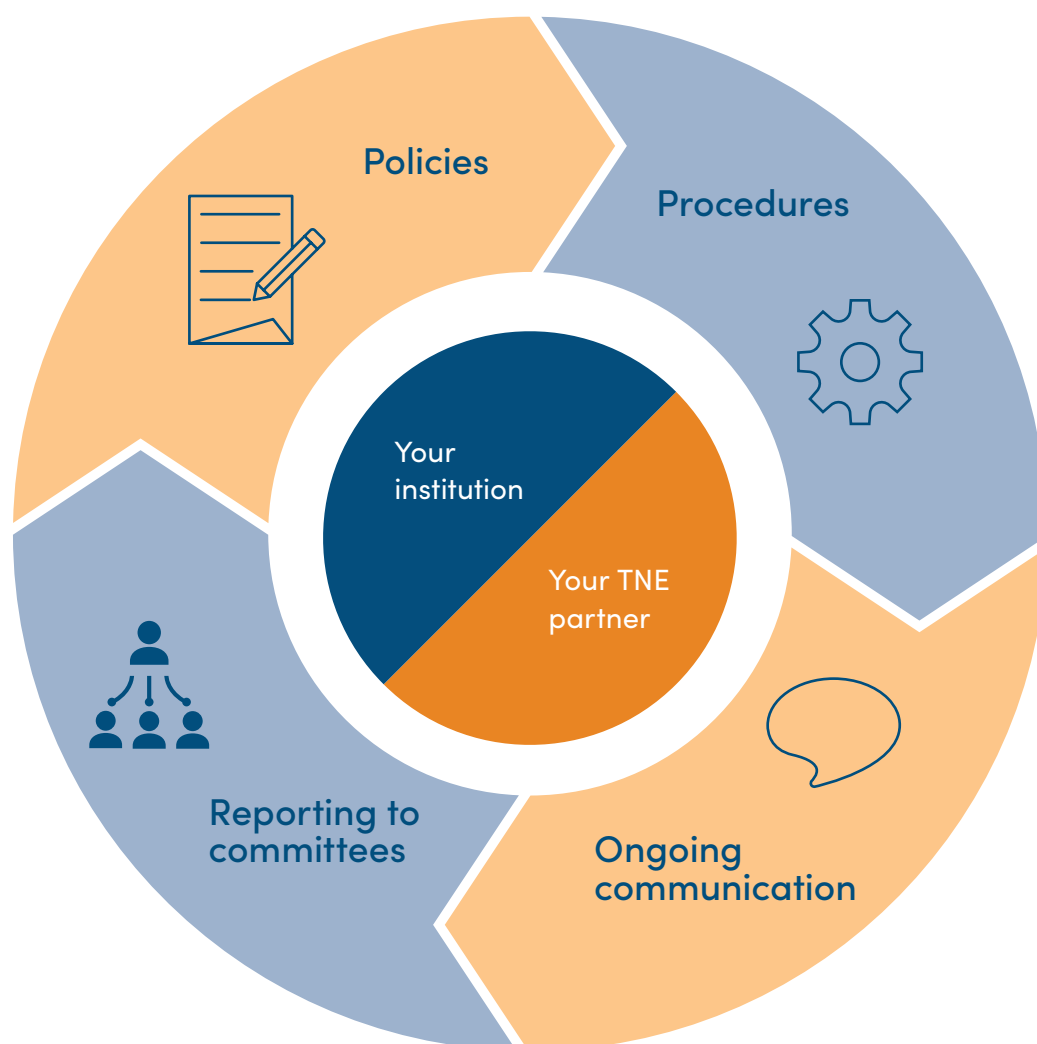 Policies
Procedures
Your
institution
Your TNE
partner
Reporting to
committees
Ongoing
communication